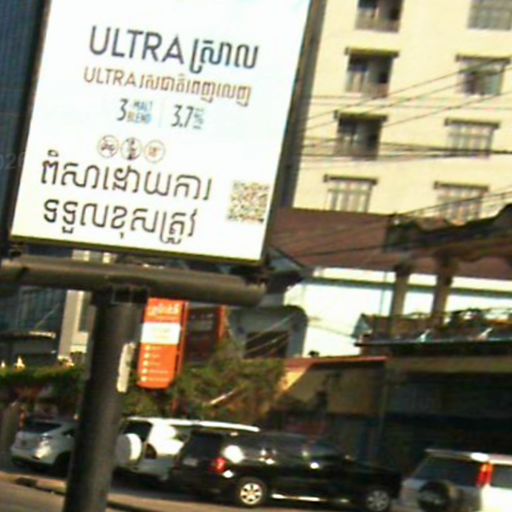 ULTRA ស្រាល
ULTRA រសជាតិពេញលេញ
3 MALT BLEND 3.7%
ពិសាដោយការ
ទទួលខុសត្រូវ